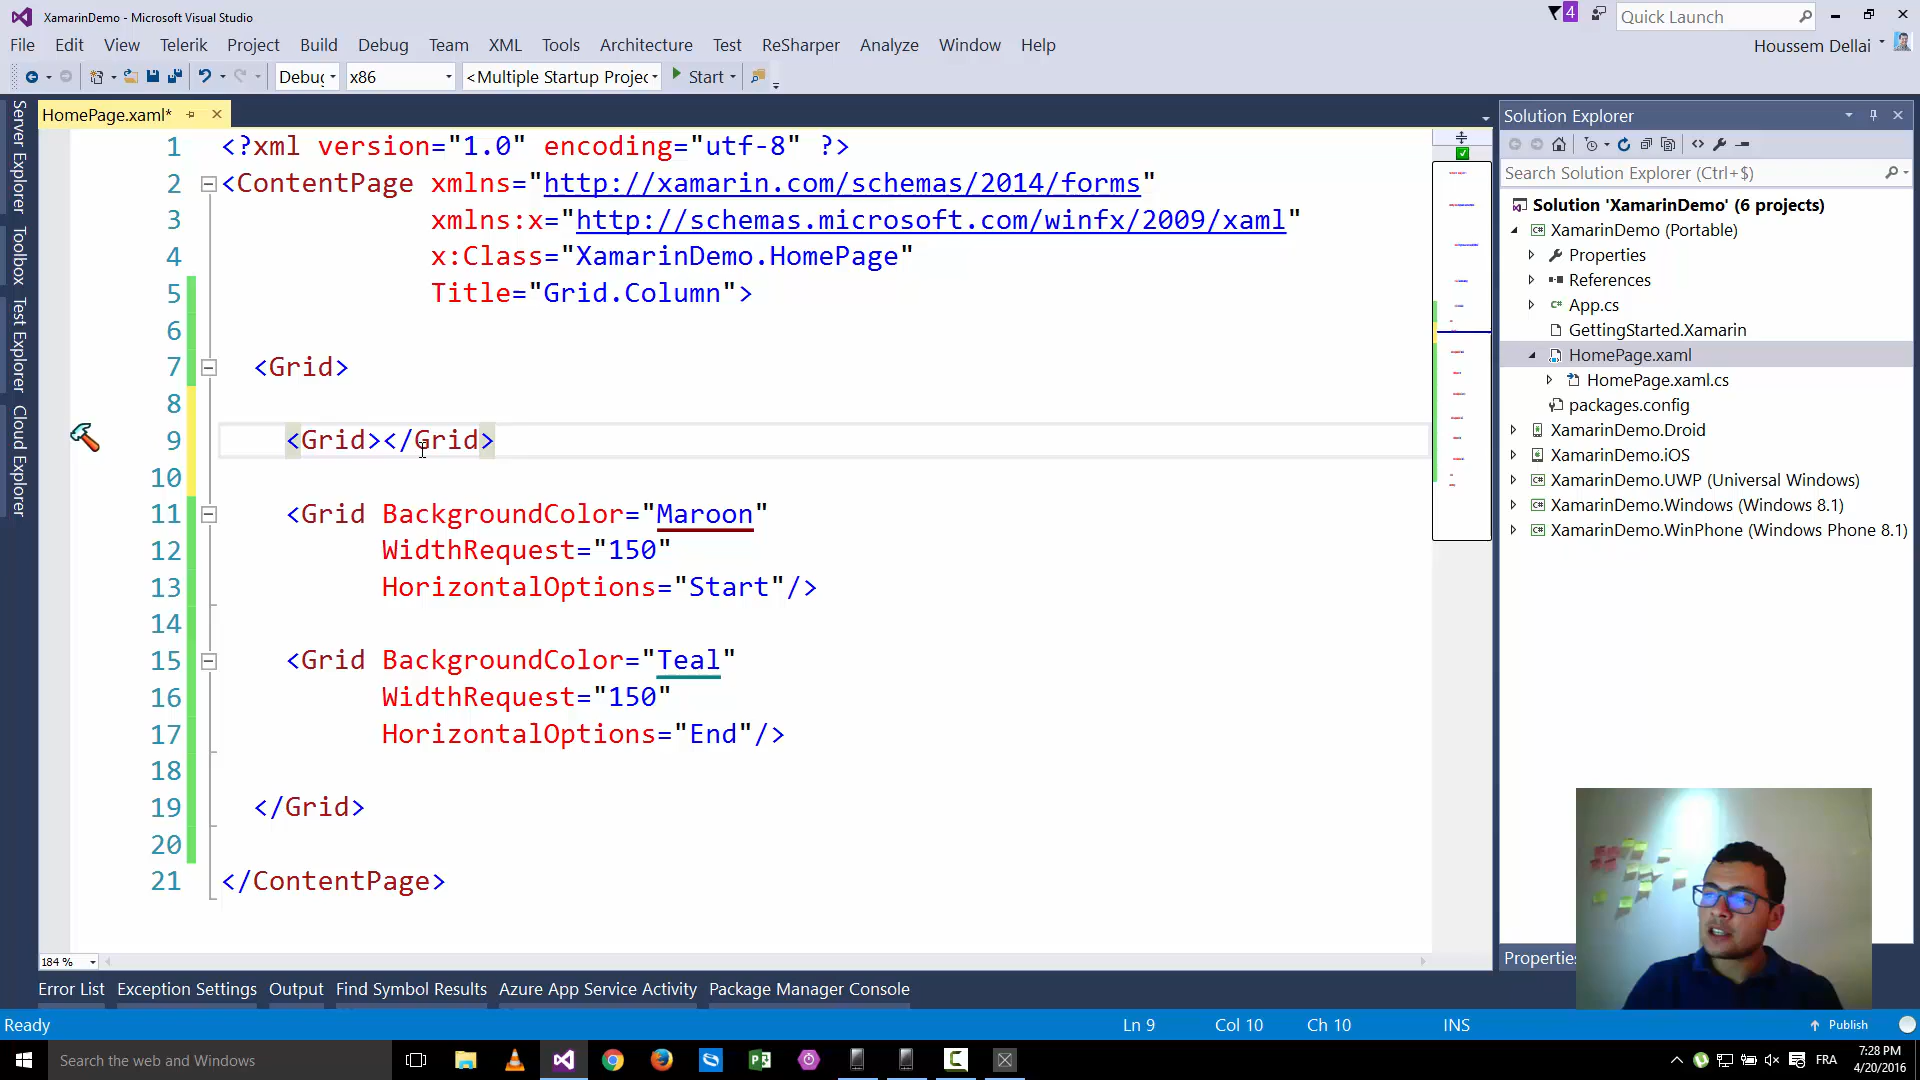 XamarinDemo - Microsoft Visual Studio
4
Quick Launch
File Edit View Telerik Project Build Debug Team XML Tools Architecture Test ReSharper Analyze Window Help
Houssem Dellai
Debug x86 <Multiple Startup Projec Start
HomePage.xaml*
Server Explorer
Toolbox
Test Explorer
Cloud Explorer
1 <?xml version="1.0" encoding="utf-8" ?>
2 <ContentPage xmlns="http://xamarin.com/schemas/2014/forms"
3 xmlns:x="http://schemas.microsoft.com/winfx/2009/xaml"
4 x:Class="XamarinDemo.HomePage"
5 Title="Grid.Column">
6
7 <Grid>
8
9 <Grid></Grid>
10
11 <Grid BackgroundColor="Maroon"
12 WidthRequest="150"
13 HorizontalOptions="Start"/>
14
15 <Grid BackgroundColor="Teal"
16 WidthRequest="150"
17 HorizontalOptions="End"/>
18
19 </Grid>
20
21 </ContentPage>
184 %
Solution Explorer
Search Solution Explorer (Ctrl+$)
Solution 'XamarinDemo' (6 projects)
XamarinDemo (Portable)
Properties
References
App.cs
GettingStarted.Xamarin
HomePage.xaml
HomePage.xaml.cs
packages.config
XamarinDemo.Droid
XamarinDemo.iOS
XamarinDemo.UWP (Universal Windows)
XamarinDemo.Windows (Windows 8.1)
XamarinDemo.WinPhone (Windows Phone 8.1)
Properties
Error List Exception Settings Output Find Symbol Results Azure App Service Activity Package Manager Console
Ready Ln 9 Col 10 Ch 10 INS Publish
Search the web and Windows
FRA
7:28 PM
4/20/2016